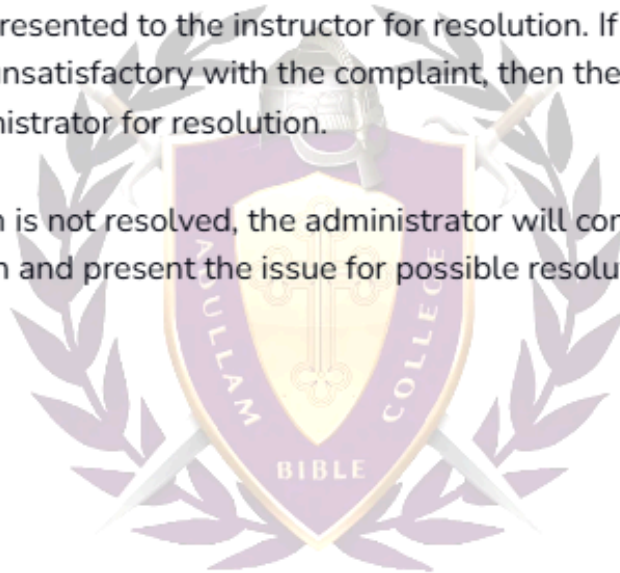 resented to the instructor for resolution. If
unsatisfactory with the complaint, then the
nistrator for resolution.
n is not resolved, the administrator will con
n and present the issue for possible resolu
ADULLAM
BIBLE
COLLEGE